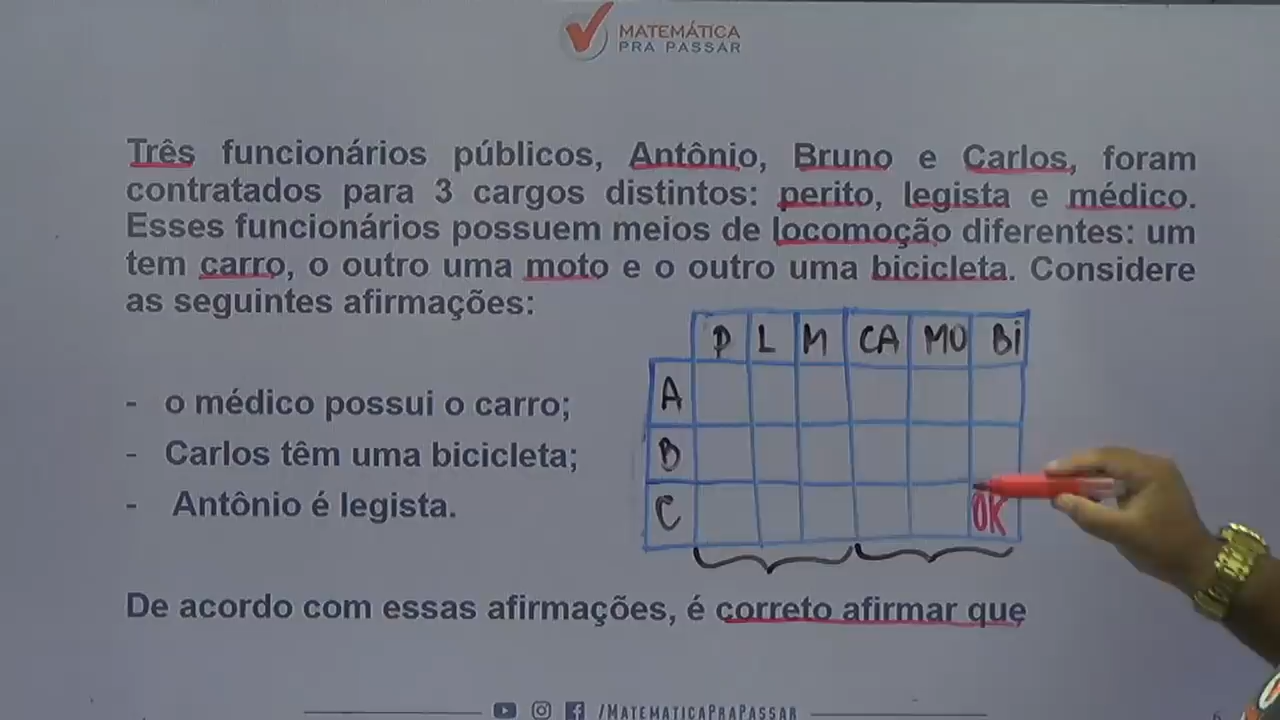 MATEMÁTICA
PRA PASSAR
Três funcionários públicos, Antônio, Bruno e Carlos, foram
contratados para 3 cargos distintos: perito, legista e médico.
Esses funcionários possuem meios de locomoção diferentes: um
tem carro, o outro uma moto e o outro uma bicicleta. Considere
as seguintes afirmações:
P L M CA MO Bi
- o médico possui o carro;
A
- Carlos têm uma bicicleta;
B
- Antônio é legista.
C OK
De acordo com essas afirmações, é correto afirmar que
/MATEMATICAPRAPASSAR